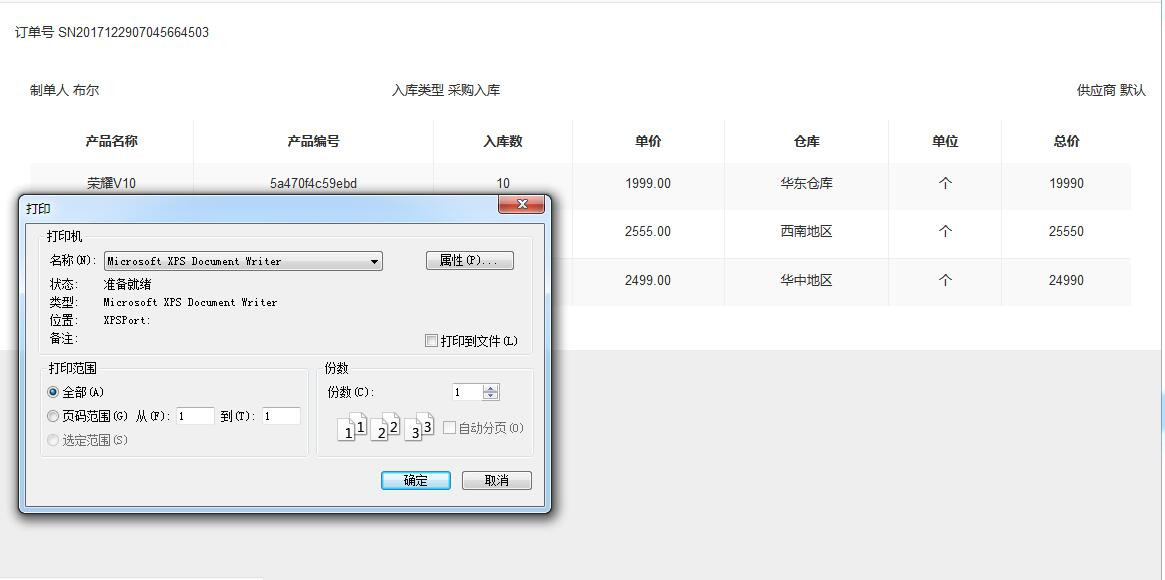 订单号 SN2017122907045664503
制单人 布尔 入库类型 采购入库 供应商 默认
产品名称 产品编号 入库数 单价 仓库 单位 总价
荣耀V10 5a470f4c59ebd 10 1999.00 华东仓库 个 19990
2555.00 西南地区 个 25550
2499.00 华中地区 个 24990
打印
打印机
名称(N): Microsoft XPS Document Writer 属性(P)...
状态: 准备就绪
类型: Microsoft XPS Document Writer
位置: XPSPort:
备注: 打印到文件(L)
打印范围
全部(A)
页码范围(G) 从(F): 1 到(T): 1
选定范围(S)
份数
份数(C): 1
1 1 2 2 3 3 自动分页(O)
确定 取消